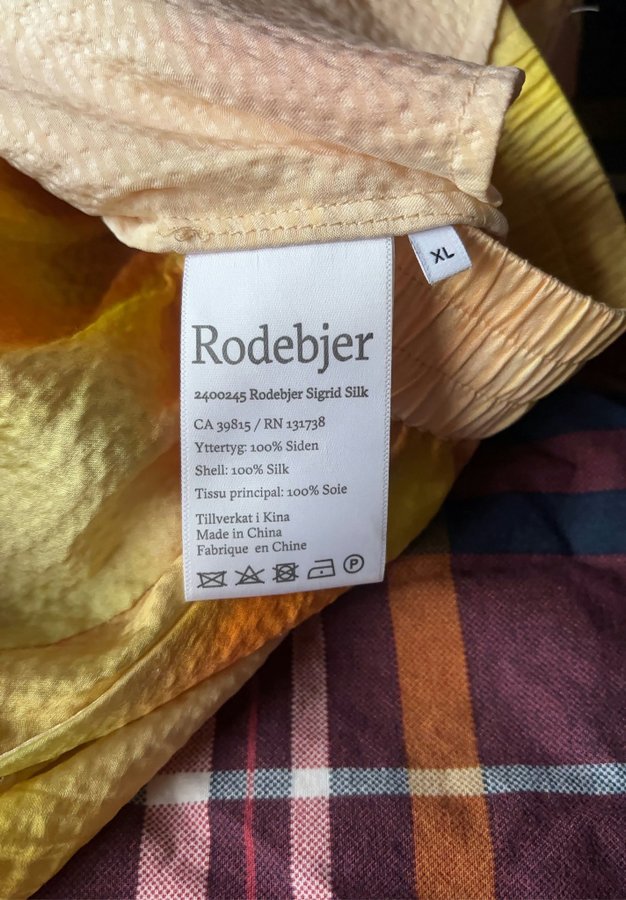 XL
Rodebjer
2400245 Rodebjer Sigrid Silk
CA 39815 / RN 131738
Yttertyg: 100% Siden
Shell: 100% Silk
Tissu principal: 100% Soie
Tillverkat i Kina
Made in China
Fabrique en Chine
P